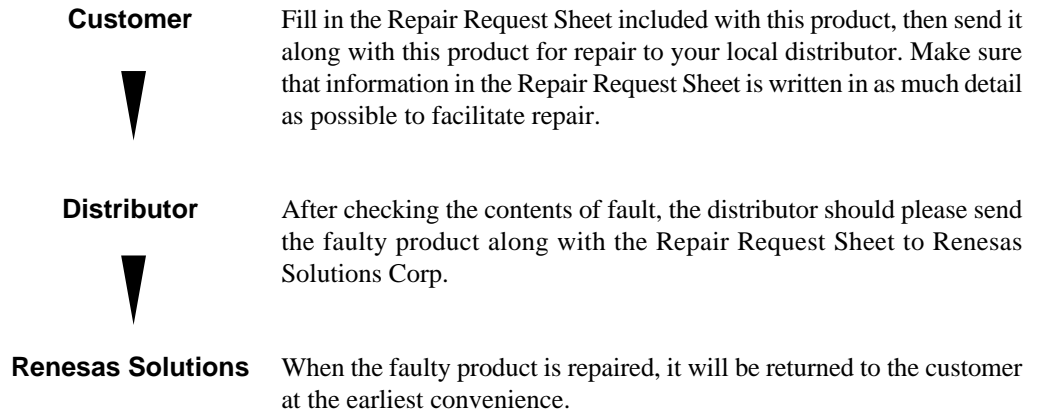 Customer
Fill in the Repair Request Sheet included with this product, then send it
along with this product for repair to your local distributor. Make sure
that information in the Repair Request Sheet is written in as much detail
as possible to facilitate repair.
Distributor
After checking the contents of fault, the distributor should please send
the faulty product along with the Repair Request Sheet to Renesas
Solutions Corp.
Renesas Solutions
When the faulty product is repaired, it will be returned to the customer
at the earliest convenience.